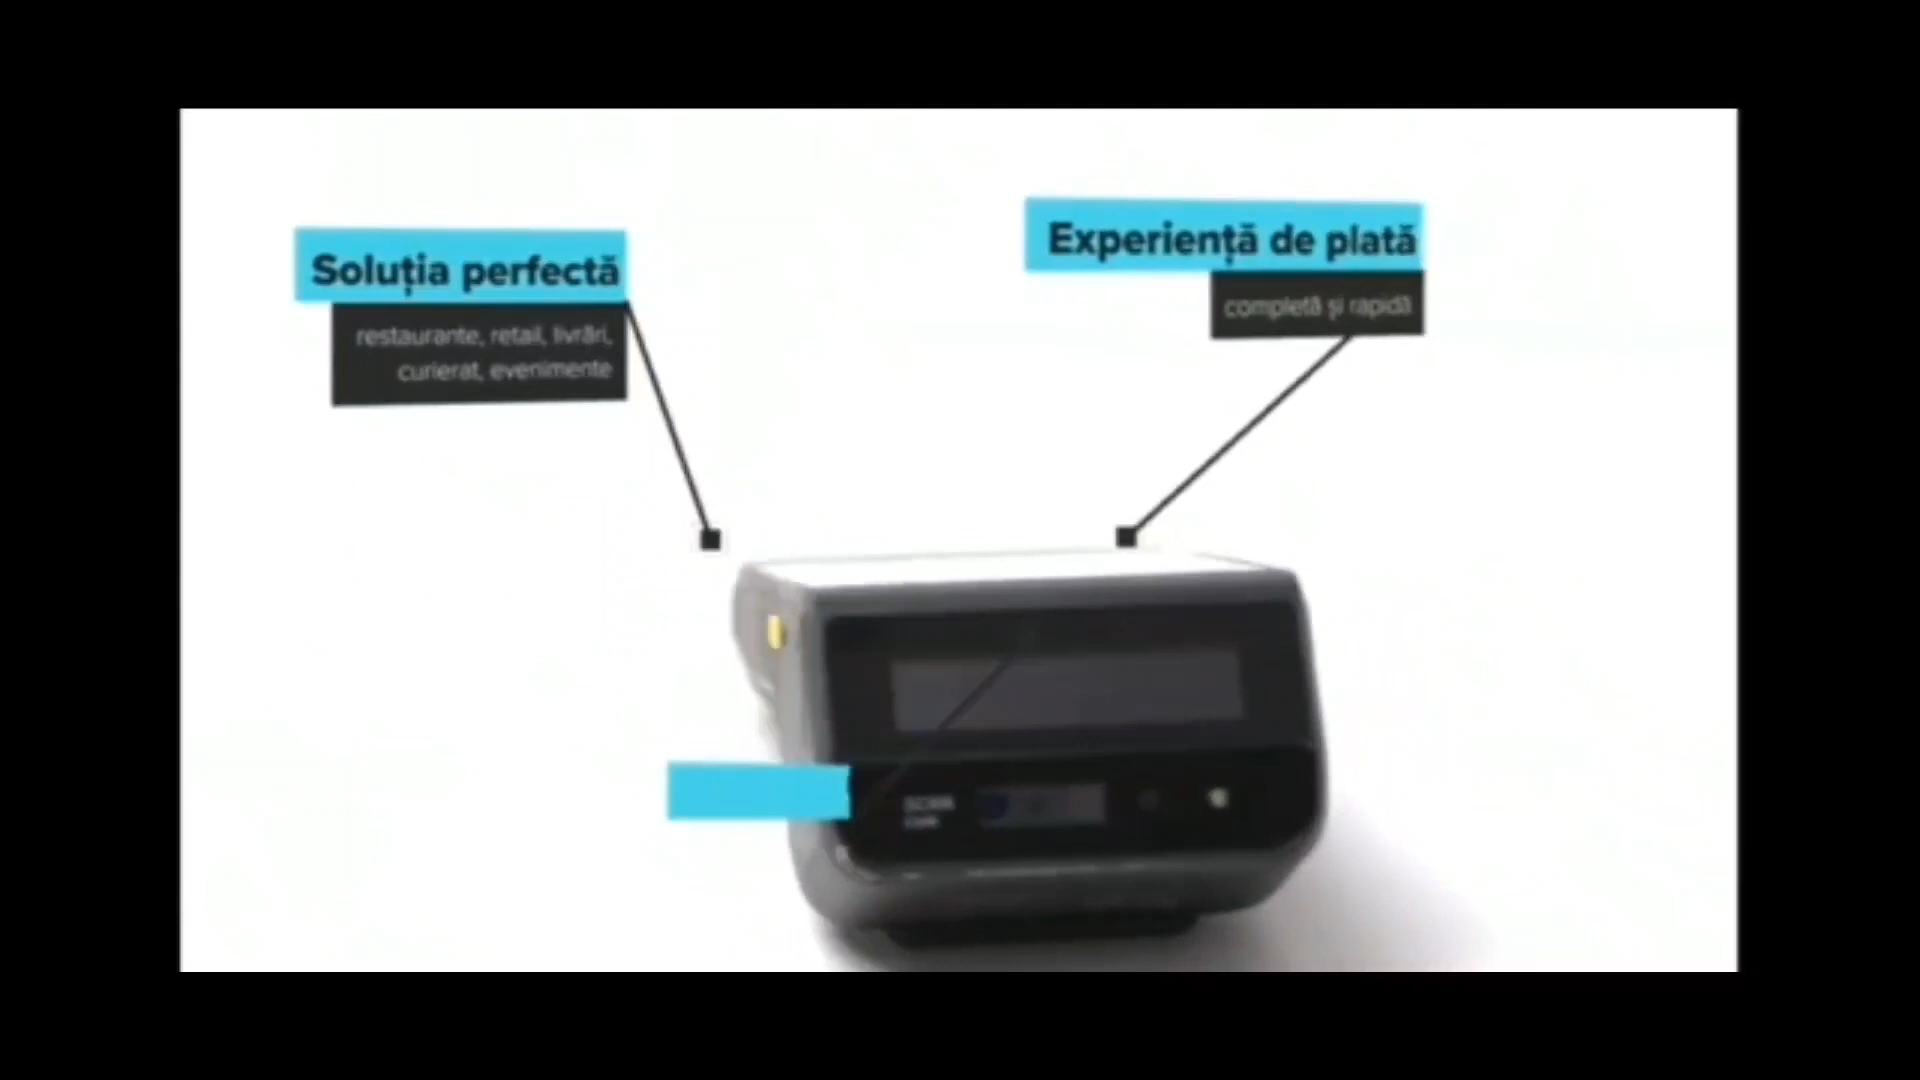 Soluția perfectă
restaurante, retail, livrări,
curierat, evenimente
Experiență de plată
completă și rapidă